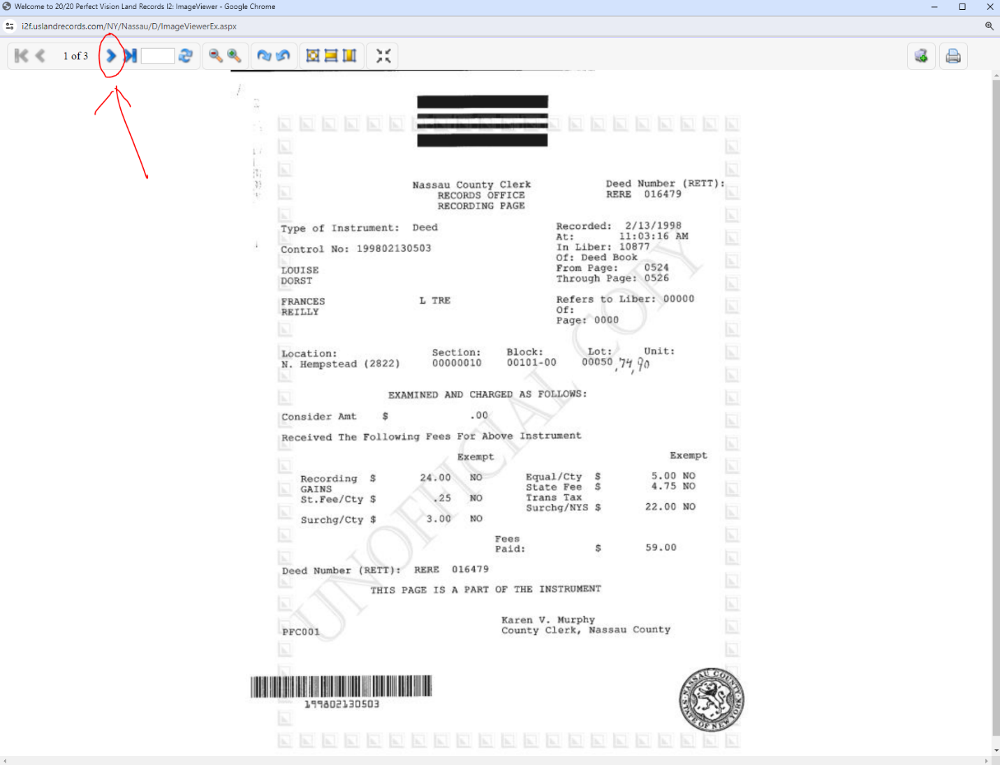 Welcome to 20/20 Perfect Vision Land Records I2: ImageViewer - Google Chrome
i2f.uslandrecords.com/NY/Nassau/D/ImageViewerEx.aspx
1 of 3
Nassau County Clerk
RECORDS OFFICE
RECORDING PAGE
Deed Number (RETT):
RERE 016479
Type of Instrument: Deed
Control No: 199802130503
LOUISE
DORST
FRANCES L TRE
REILLY
Recorded: 2/13/1998
At: 11:03:16 AM
In Liber: 10877
Of: Deed Book
From Page: 0524
Through Page: 0526
Refers to Liber: 00000
Of:
Page: 0000
Location: Section: Block: Lot: Unit:
N. Hempstead (2822) 00000010 00101-00 00050 ,74,90
EXAMINED AND CHARGED AS FOLLOWS:
Consider Amt $ .00
Received The Following Fees For Above Instrument
Exempt Exempt
Recording $ 24.00 NO Equal/Cty $ 5.00 NO
GAINS State Fee $ 4.75 NO
St.Fee/Cty $ .25 NO Trans Tax
Surchg/NYS $ 22.00 NO
Surchg/Cty $ 3.00 NO
Fees
Paid: $ 59.00
Deed Number (RETT): RERE 016479
THIS PAGE IS A PART OF THE INSTRUMENT
Karen V. Murphy
PFC001 County Clerk, Nassau County
199802130503
NASSAU COUNTY
STATE OF NEW YORK
UNOFFICIAL COPY